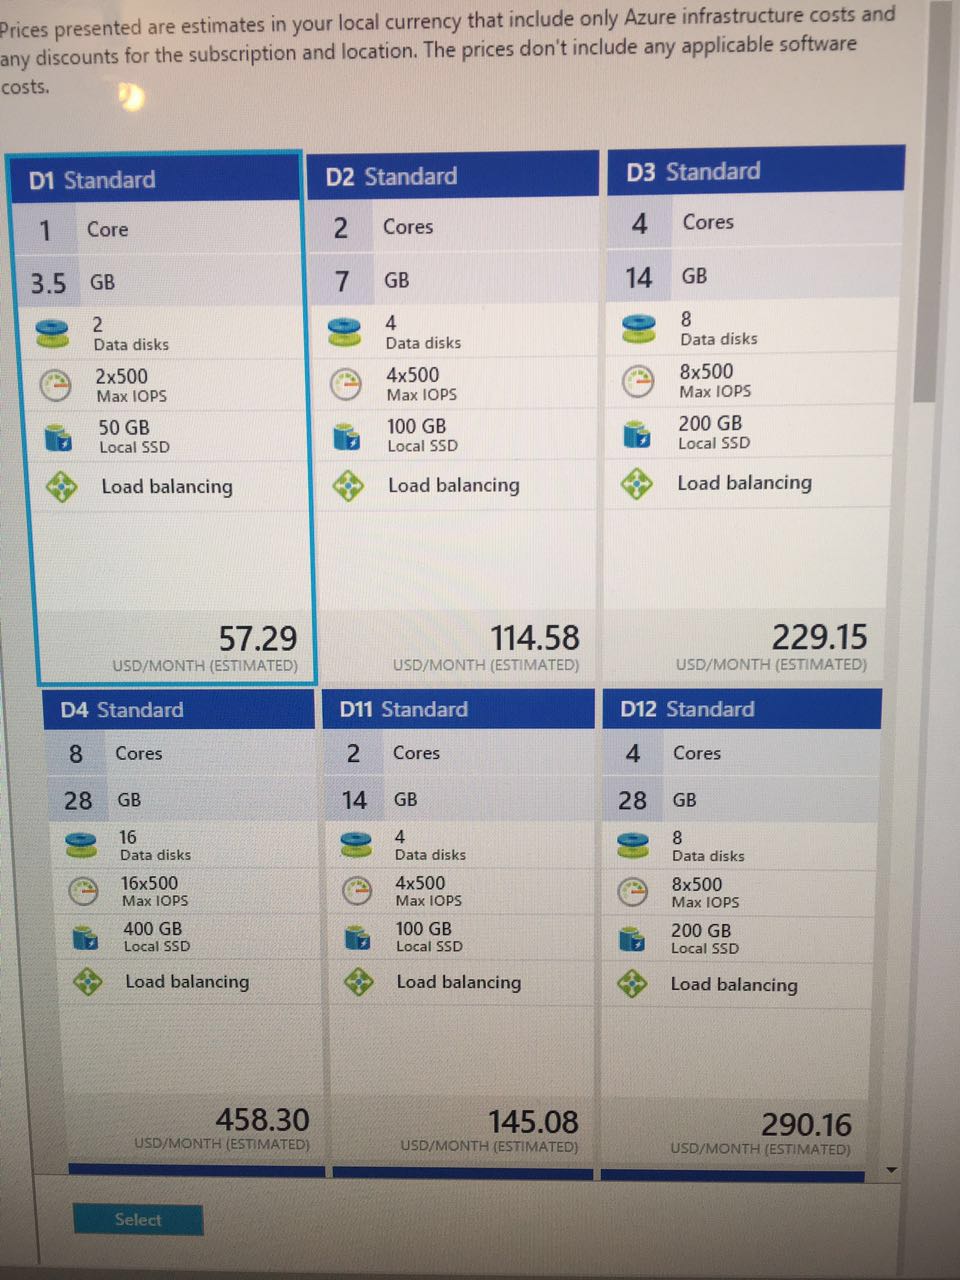 Prices presented are estimates in your local currency that include only Azure infrastructure costs and
any discounts for the subscription and location. The prices don't include any applicable software
costs.
D1 Standard
1 Core
3.5 GB
2
Data disks
2x500
Max IOPS
50 GB
Local SSD
Load balancing
57.29
USD/MONTH (ESTIMATED)
D2 Standard
2 Cores
7 GB
4
Data disks
4x500
Max IOPS
100 GB
Local SSD
Load balancing
114.58
USD/MONTH (ESTIMATED)
D3 Standard
4 Cores
14 GB
8
Data disks
8x500
Max IOPS
200 GB
Local SSD
Load balancing
229.15
USD/MONTH (ESTIMATED)
D4 Standard
8 Cores
28 GB
16
Data disks
16x500
Max IOPS
400 GB
Local SSD
Load balancing
458.30
USD/MONTH (ESTIMATED)
D11 Standard
2 Cores
14 GB
4
Data disks
4x500
Max IOPS
100 GB
Local SSD
Load balancing
145.08
USD/MONTH (ESTIMATED)
D12 Standard
4 Cores
28 GB
8
Data disks
8x500
Max IOPS
200 GB
Local SSD
Load balancing
290.16
USD/MONTH (ESTIMATED)
Select